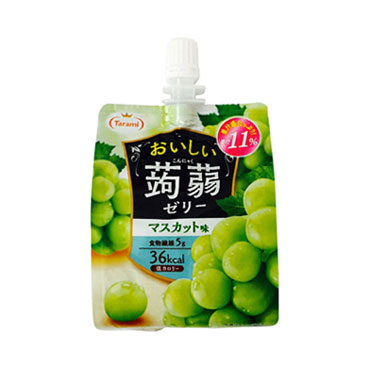 Tarami
おいしい
こんにゃく
蒟蒻
ゼリー
マスカット味
食物繊維5g
36kcal
低カロリー
11%